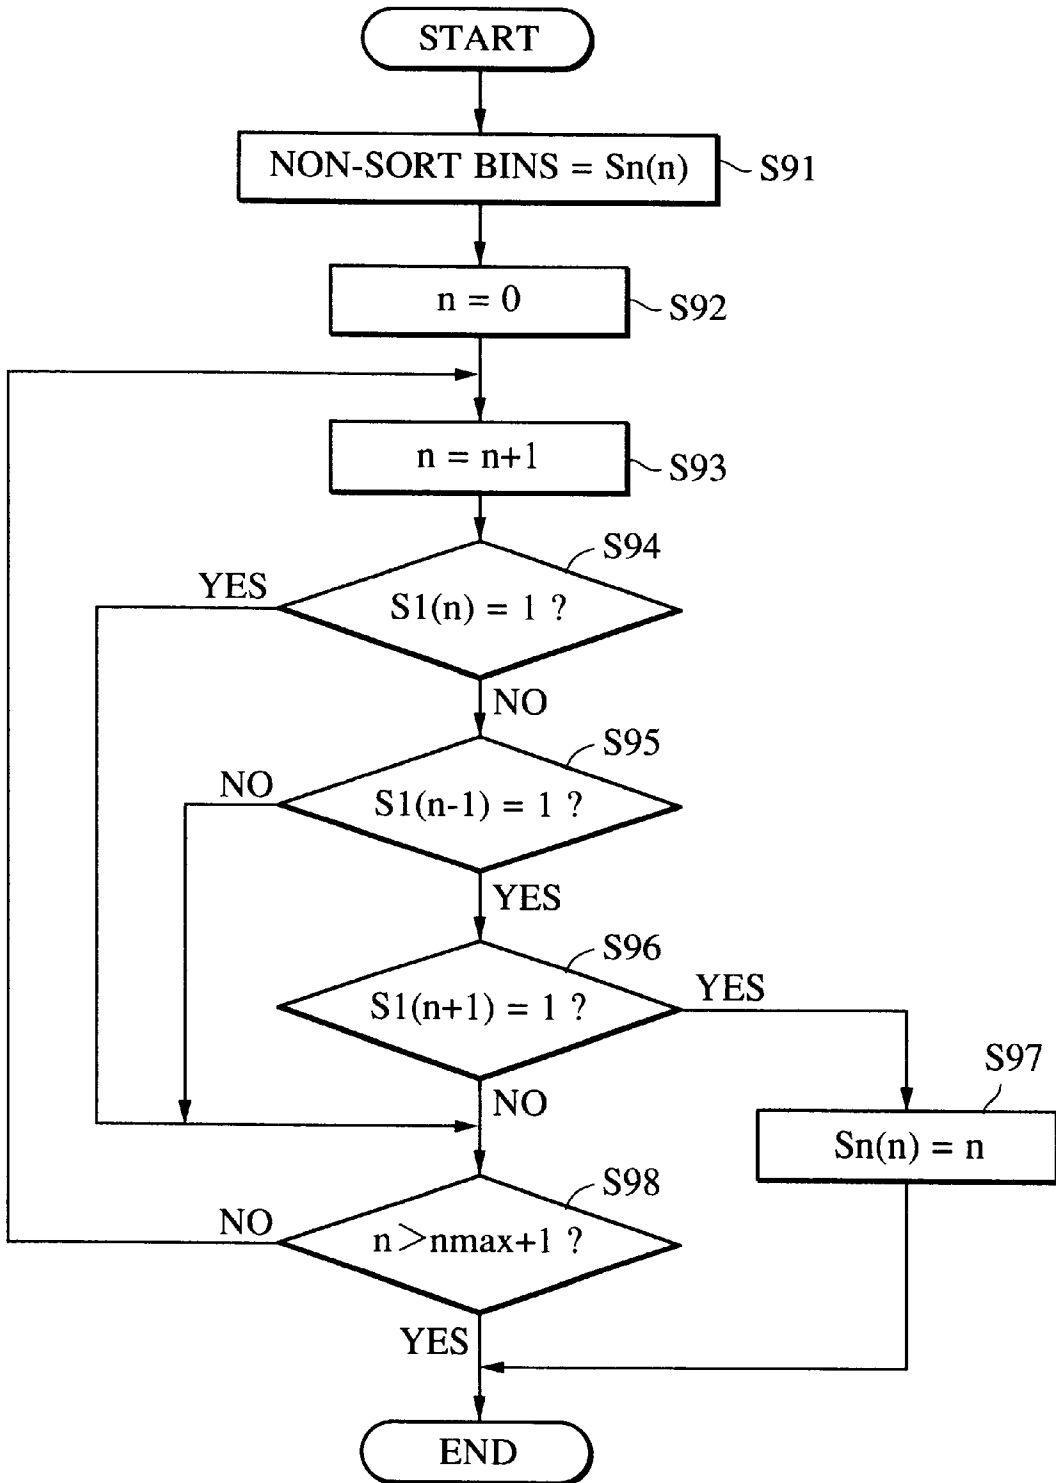 START
NON-SORT BINS = Sn(n)
S91
n = 0
S92
n = n+1
S93
S94
YES
S1(n) = 1 ?
NO
S95
NO
S1(n-1) = 1 ?
YES
S96
S1(n+1) = 1 ?
YES
NO
S97
Sn(n) = n
S98
NO
n>nmax+1 ?
YES
END